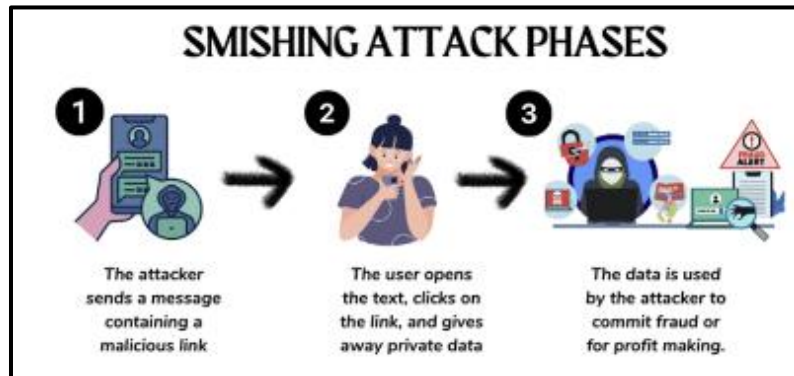 SMISHING ATTACK PHASES
1
2
3
FRAUD
ALERT
The attacker
sends a message
containing a
malicious link
The user opens
the text, clicks on
the link, and gives
away private data
The data is used
by the attacker to
commit fraud or
for profit making.